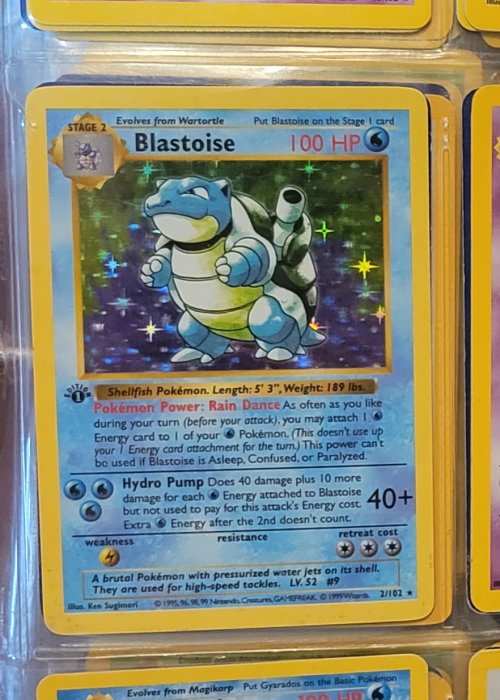 STAGE 2
Evolves from Wartortle
Put Blastoise on the Stage 1 card
Blastoise
100 HP
EDITION
1
Shellfish Pokémon. Length: 5' 3", Weight: 189 lbs.
Pokémon Power: Rain Dance As often as you like
during your turn (before your attack), you may attach 1
Energy card to 1 of your Pokémon. (This doesn't use up
your 1 Energy card attachment for the turn.) This power can't
be used if Blastoise is Asleep, Confused, or Paralyzed.
Hydro Pump Does 40 damage plus 10 more
damage for each Energy attached to Blastoise
but not used to pay for this attack's Energy cost.
Extra Energy after the 2nd doesn't count.
40+
weakness
resistance
retreat cost
A brutal Pokémon with pressurized water jets on its shell.
They are used for high-speed tackles. LV. 52 #9
Illus. Ken Sugimori
© 1995, 96, 98, 99 Nintendo, Creatures, GAMEFREAK. © 1999 Wizards.
2/102 ★
Evolves from Magikarp
Put Gyarados on the Basic Pokémon
100 HP